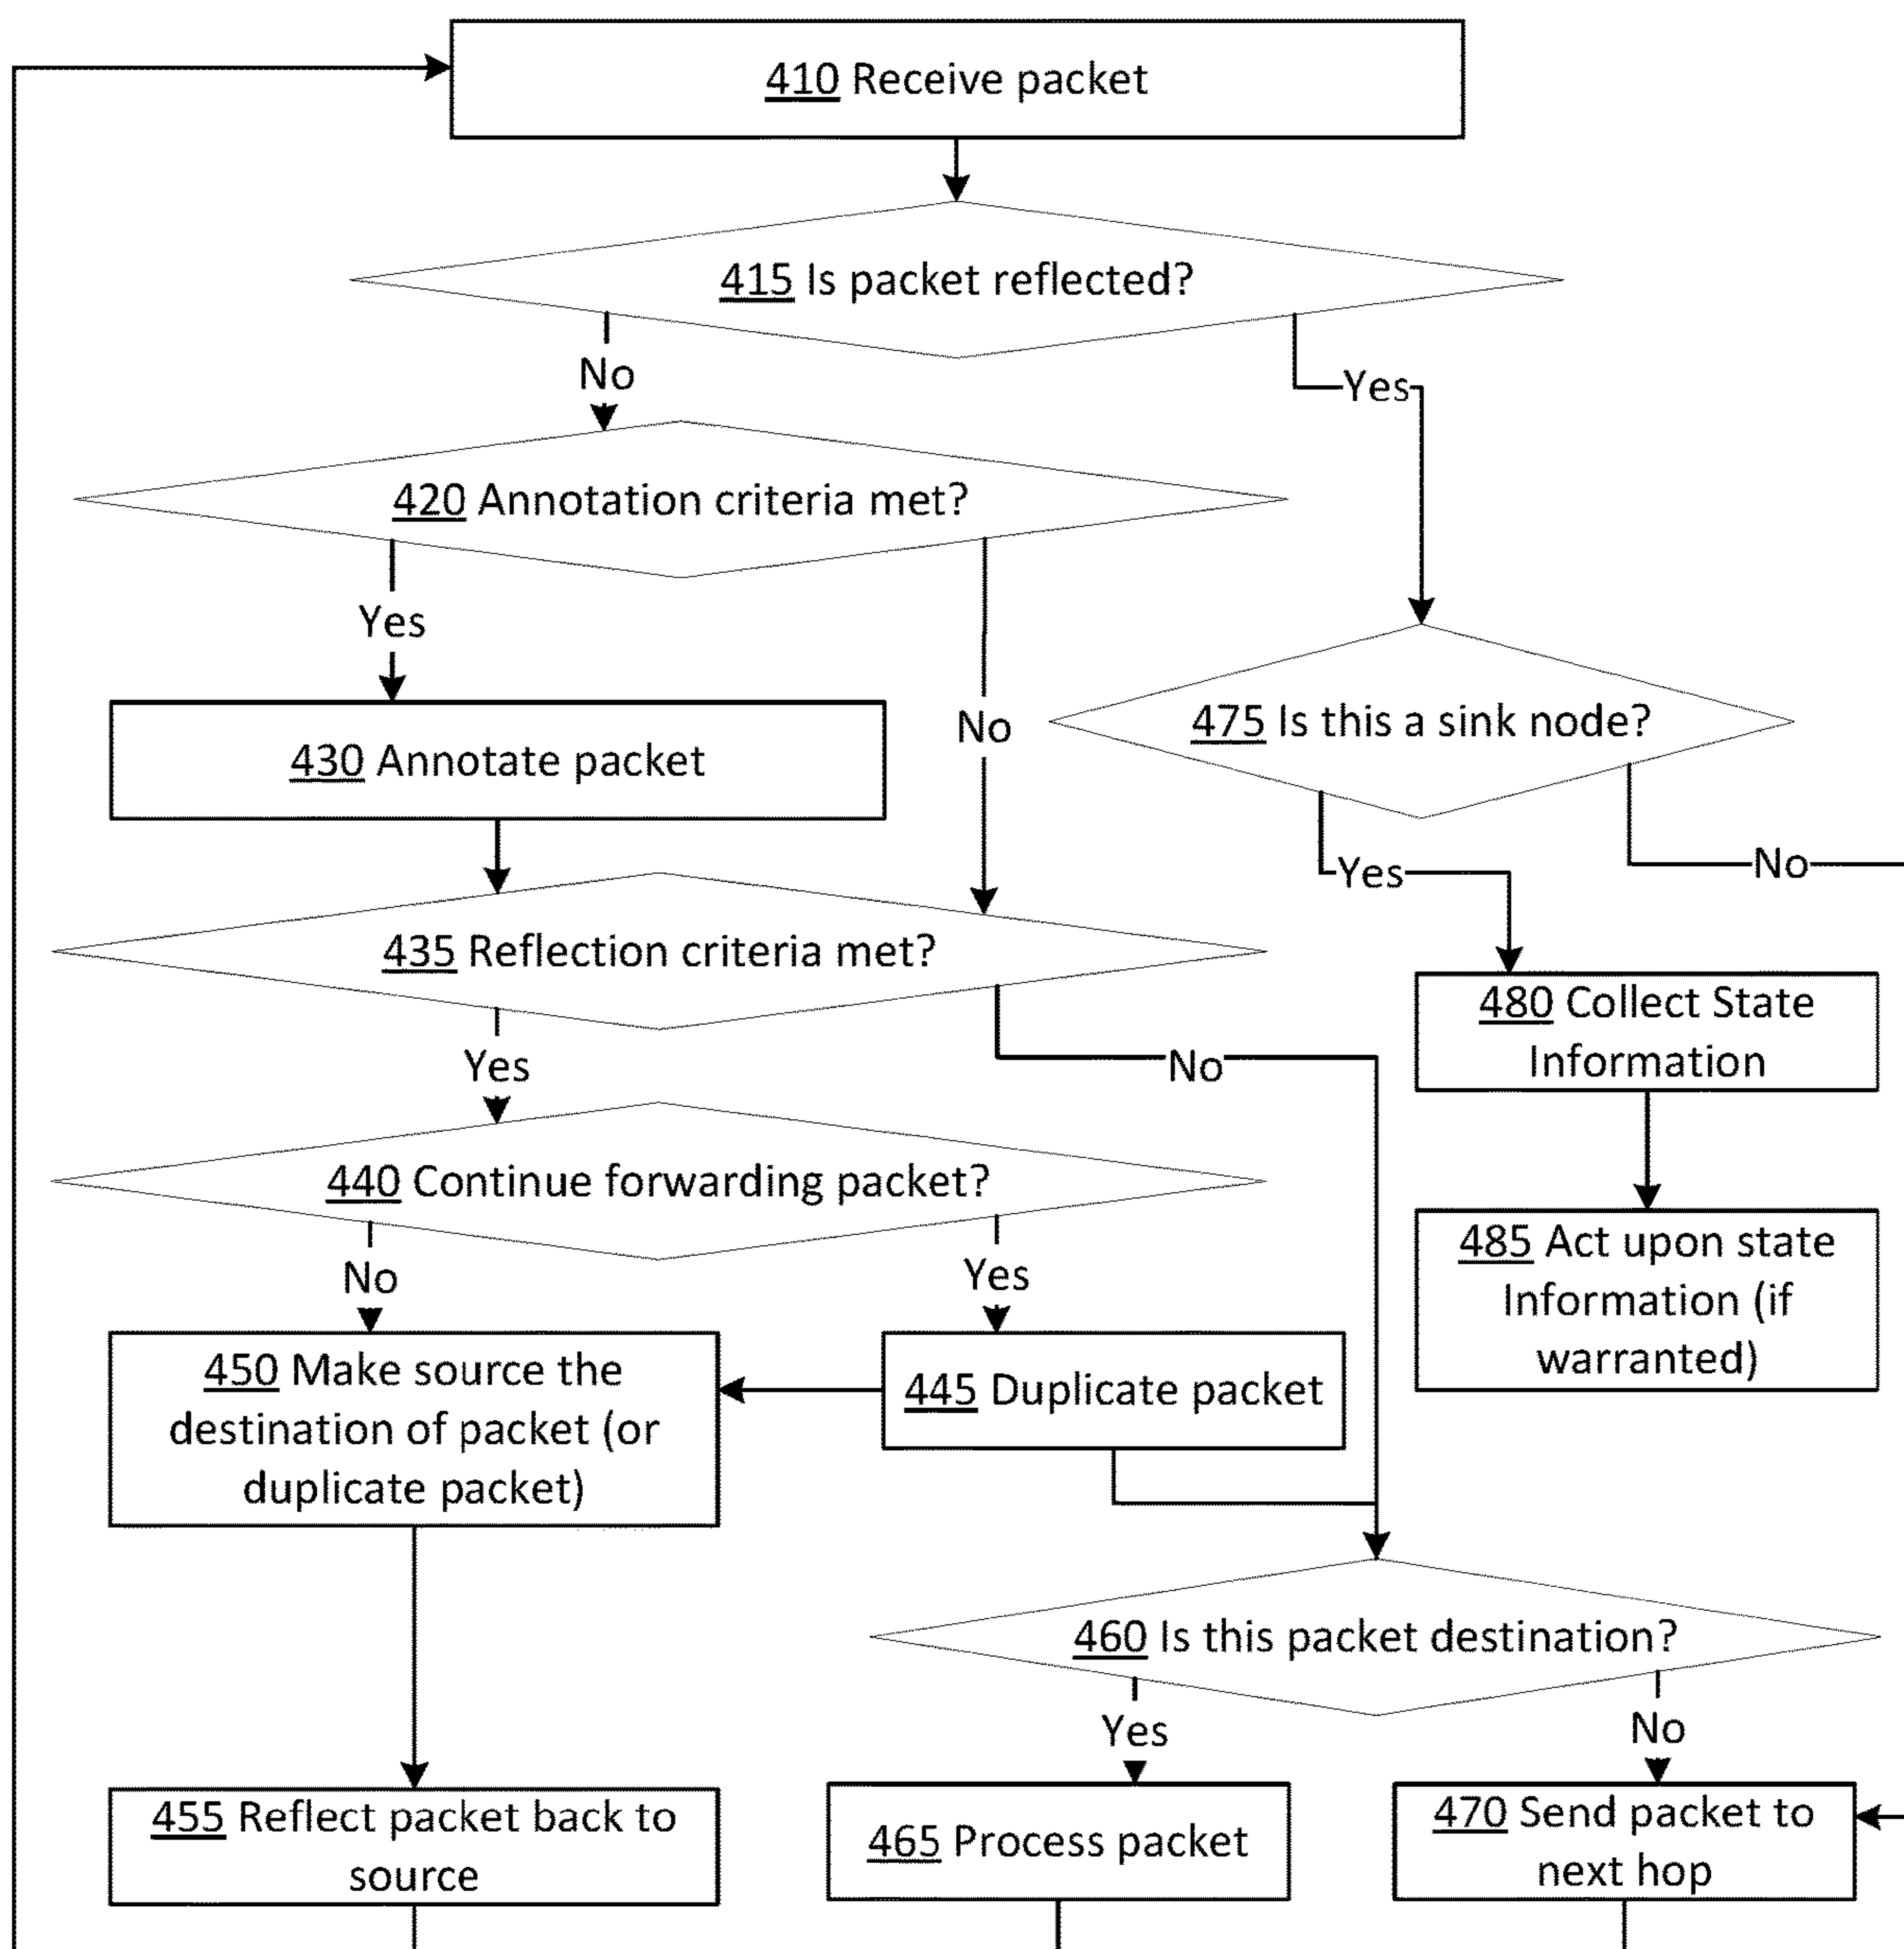 410 Receive packet
415 Is packet reflected?
No
Yes
420 Annotation criteria met?
Yes
No
430 Annotate packet
475 Is this a sink node?
Yes
No
435 Reflection criteria met?
Yes
No
480 Collect State
Information
440 Continue forwarding packet?
No
Yes
485 Act upon state
Information (if
warranted)
450 Make source the
destination of packet (or
duplicate packet)
445 Duplicate packet
460 Is this packet destination?
Yes
No
455 Reflect packet back to
source
465 Process packet
470 Send packet to
next hop